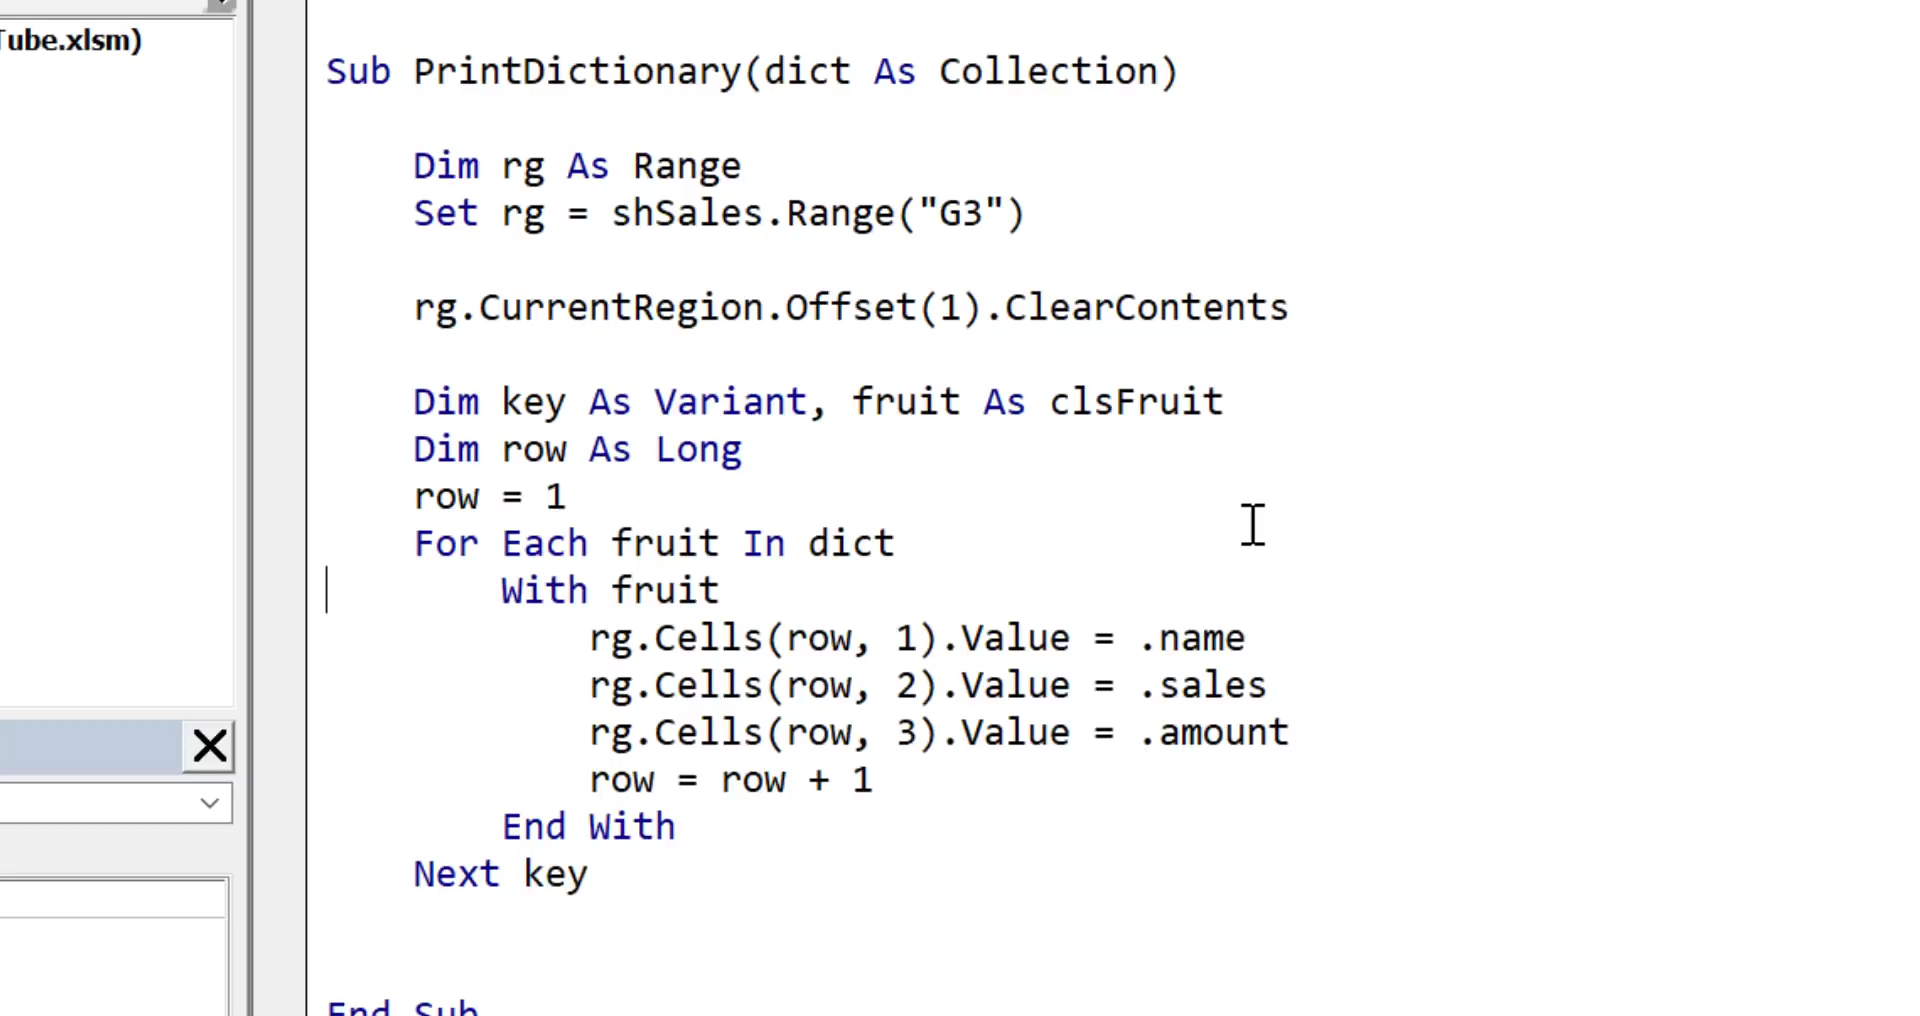 Tube.xlsm)
Sub PrintDictionary(dict As Collection)
Dim rg As Range
Set rg = shSales.Range("G3")
rg.CurrentRegion.Offset(1).ClearContents
Dim key As Variant, fruit As clsFruit
Dim row As Long
row = 1
For Each fruit In dict
With fruit
rg.Cells(row, 1).Value = .name
rg.Cells(row, 2).Value = .sales
rg.Cells(row, 3).Value = .amount
row = row + 1
End With
Next key
End Sub